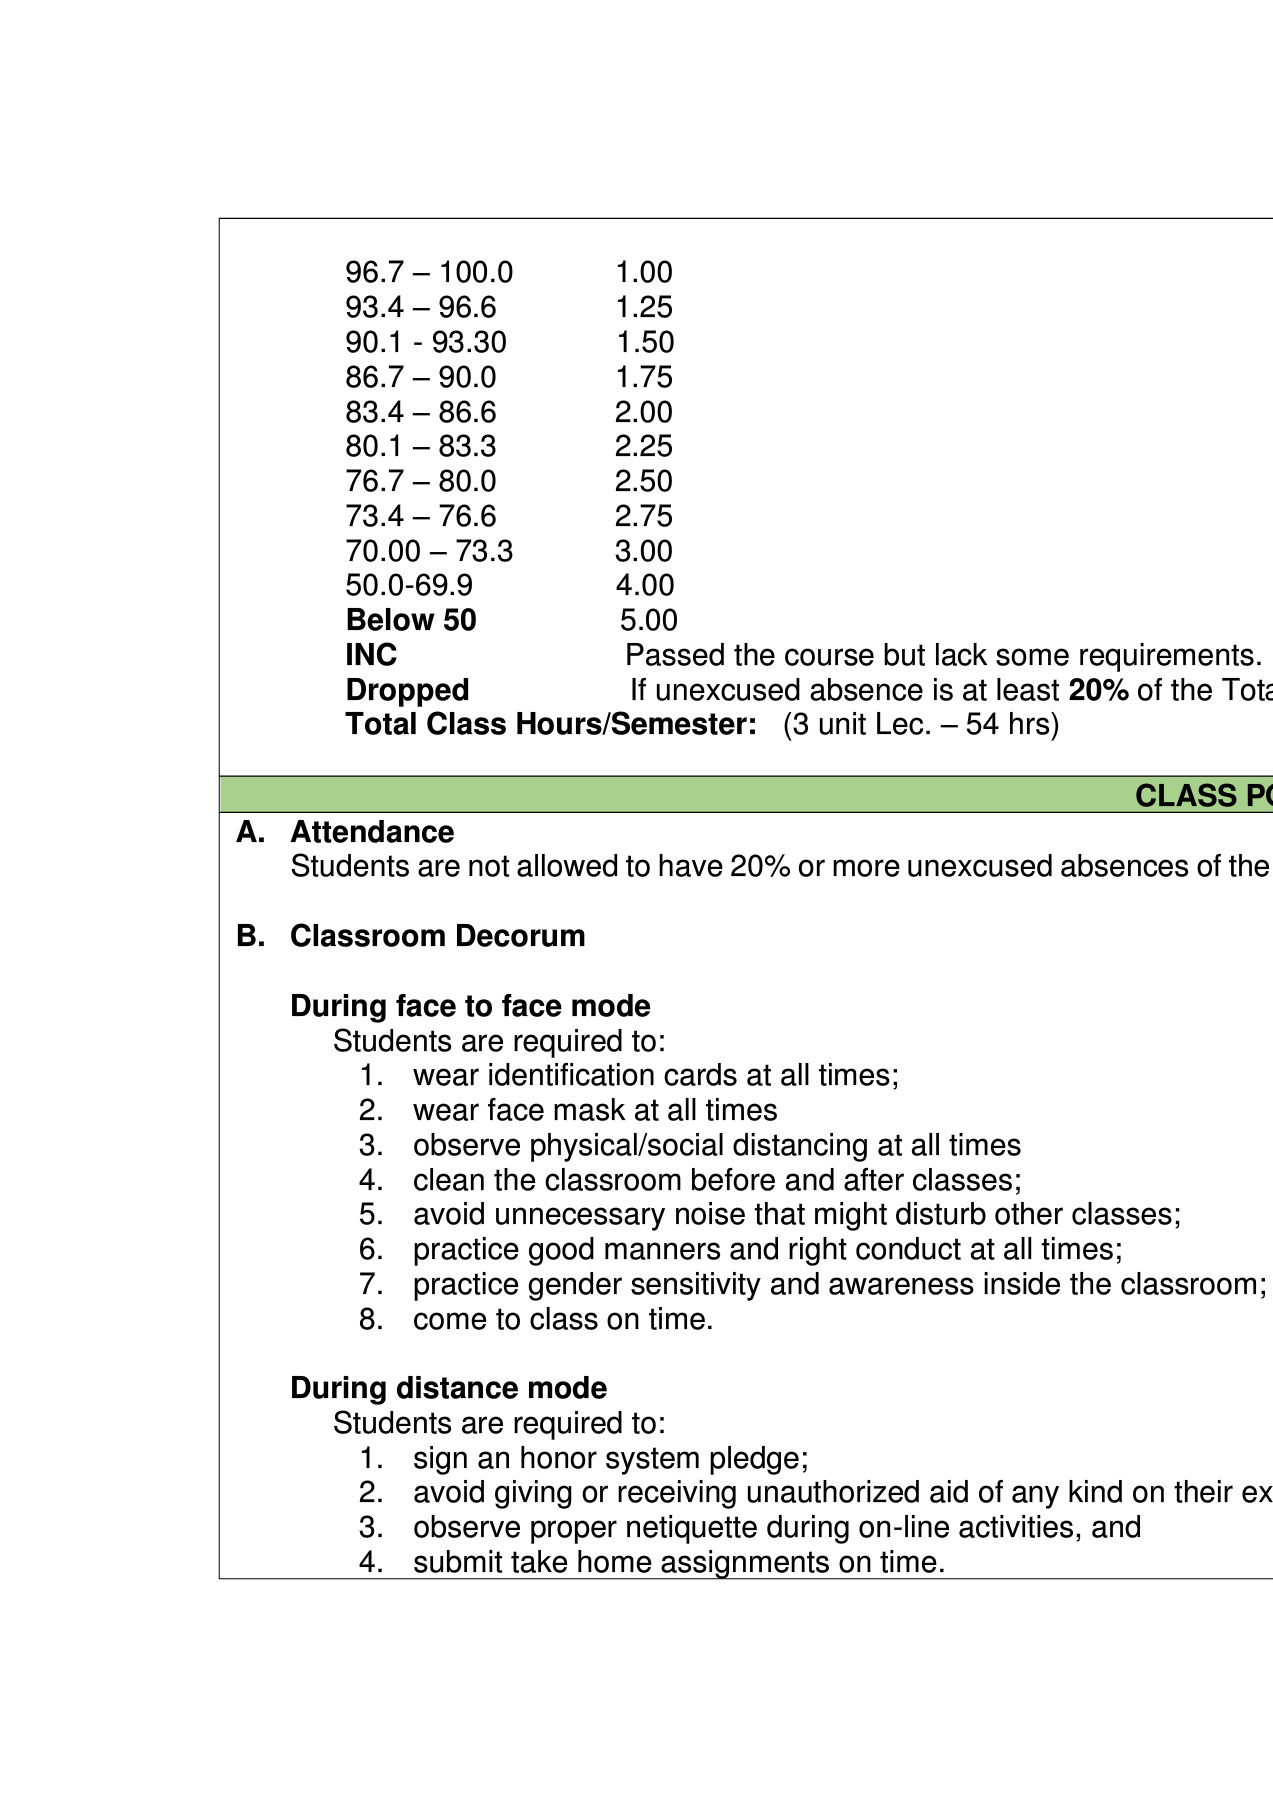 96.7 – 100.0 1.00
93.4 – 96.6 1.25
90.1 - 93.30 1.50
86.7 – 90.0 1.75
83.4 – 86.6 2.00
80.1 – 83.3 2.25
76.7 – 80.0 2.50
73.4 – 76.6 2.75
70.00 – 73.3 3.00
50.0-69.9 4.00
Below 50 5.00
INC Passed the course but lack some requirements.
Dropped If unexcused absence is at least 20% of the
Total Class Hours/Semester: (3 unit Lec. – 54 hrs)
CLASS
A. Attendance
Students are not allowed to have 20% or more unexcused absences of the
B. Classroom Decorum
During face to face mode
Students are required to:
1. wear identification cards at all times;
2. wear face mask at all times
3. observe physical/social distancing at all times
4. clean the classroom before and after classes;
5. avoid unnecessary noise that might disturb other classes;
6. practice good manners and right conduct at all times;
7. practice gender sensitivity and awareness inside the classroom;
8. come to class on time.
During distance mode
Students are required to:
1. sign an honor system pledge;
2. avoid giving or receiving unauthorized aid of any kind on their
3. observe proper netiquette during on-line activities, and
4. submit take home assignments on time.